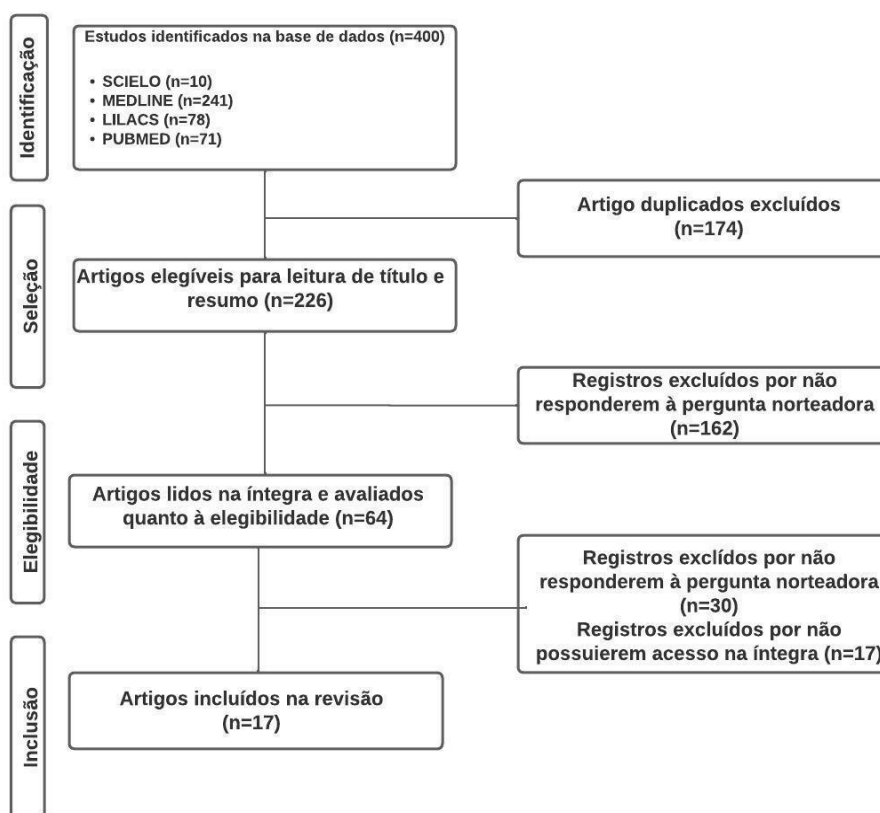 Identificação
Estudos identificados na base de dados (n=400)
• SCIELO (n=10)
• MEDLINE (n=241)
• LILACS (n=78)
• PUBMED (n=71)
Artigo duplicados excluídos
(n=174)
Seleção
Artigos elegíveis para leitura de título e
resumo (n=226)
Registros excluídos por não
responderem à pergunta norteadora
(n=162)
Elegibilidade
Artigos lidos na íntegra e avaliados
quanto à elegibilidade (n=64)
Registros exclídos por não
responderem à pergunta norteadora
(n=30)
Registros excluídos por não
possuierem acesso na íntegra (n=17)
Inclusão
Artigos incluídos na revisão
(n=17)